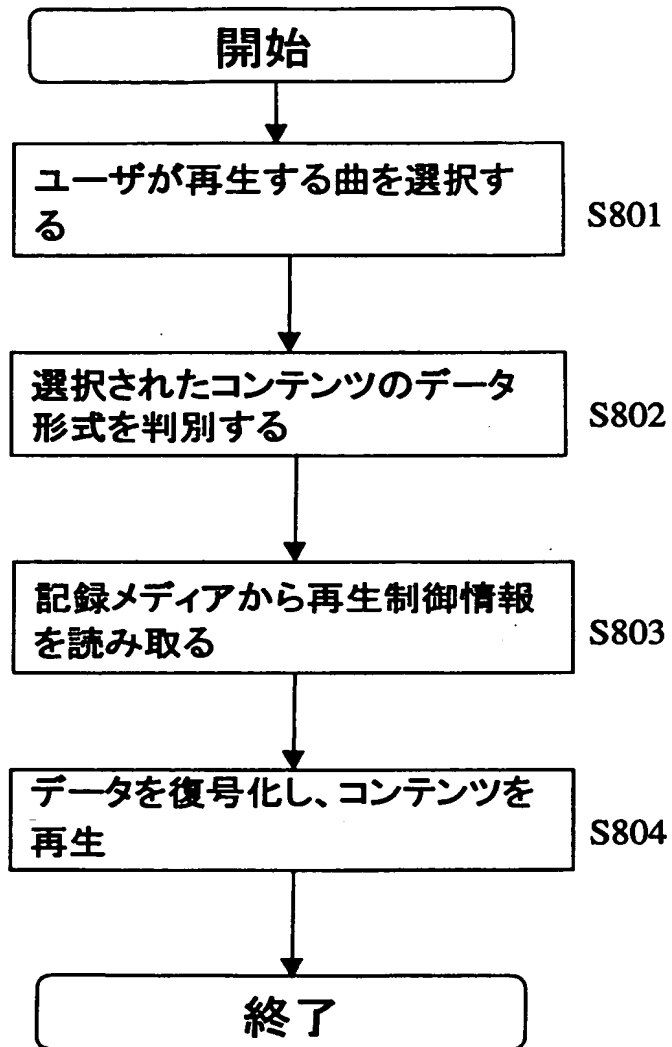 開始
ユーザが再生する曲を選択す
る
S801
選択されたコンテンツのデータ
形式を判別する
S802
記録メディアから再生制御情報
を読み取る
S803
データを復号化し、コンテンツを
再生
S804
終了